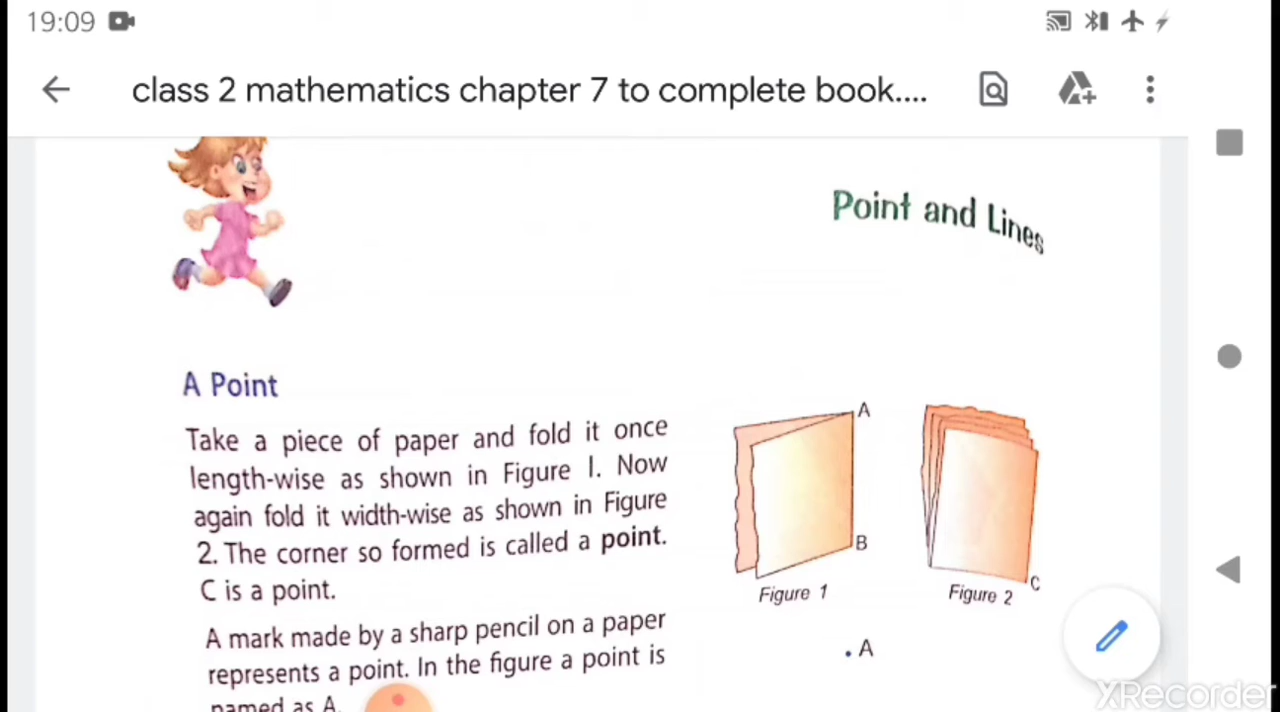 19:09
class 2 mathematics chapter 7 to complete book....
Point and Lines
A Point
Take a piece of paper and fold it once
length-wise as shown in Figure I. Now
again fold it width-wise as shown in Figure
2. The corner so formed is called a point.
C is a point.
A mark made by a sharp pencil on a paper
represents a point. In the figure a point is
named as A.
A
B
Figure 1
C
Figure 2
. A
XRecorder